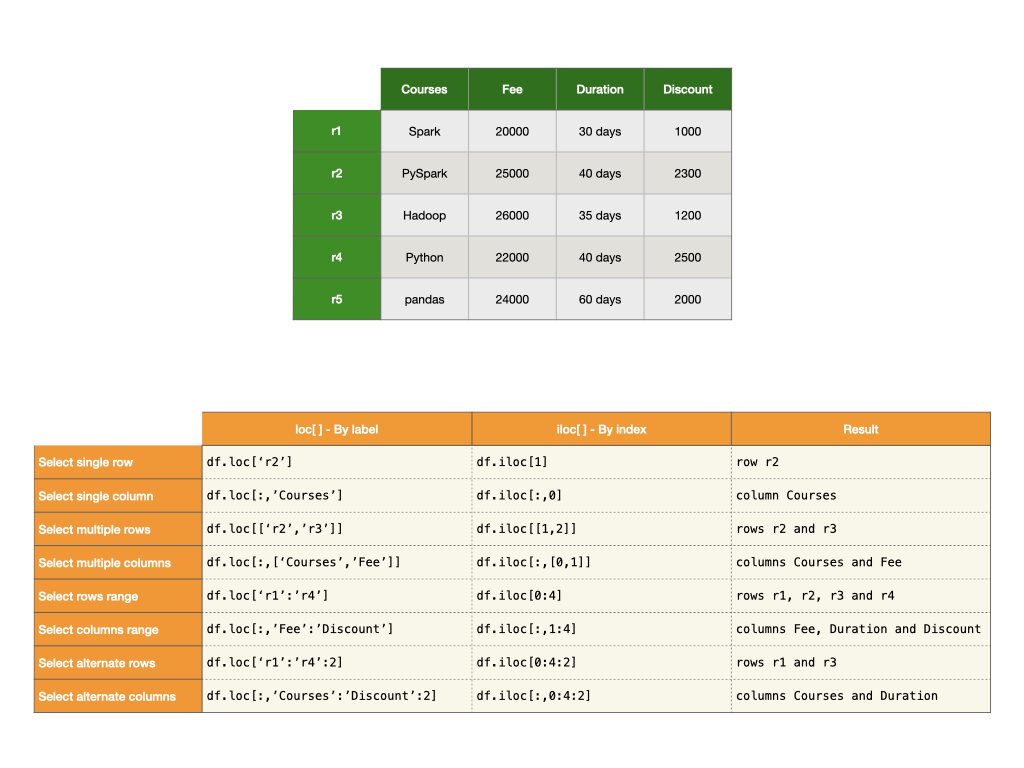 Courses Fee Duration Discount
r1 Spark 20000 30 days 1000
r2 PySpark 25000 40 days 2300
r3 Hadoop 26000 35 days 1200
r4 Python 22000 40 days 2500
r5 pandas 24000 60 days 2000
loc[ ] - By label iloc[ ] - By index Result
Select single row df.loc[‘r2’] df.iloc[1] row r2
Select single column df.loc[:,’Courses’] df.iloc[:,0] column Courses
Select multiple rows df.loc[[‘r2’,’r3’]] df.iloc[[1,2]] rows r2 and r3
Select multiple columns df.loc[:,[‘Courses’,’Fee’]] df.iloc[:,[0,1]] columns Courses and Fee
Select rows range df.loc[‘r1’:’r4’] df.iloc[0:4] rows r1, r2, r3 and r4
Select columns range df.loc[:,’Fee’:’Discount’] df.iloc[:,1:4] columns Fee, Duration and Discount
Select alternate rows df.loc[‘r1’:’r4’:2] df.iloc[0:4:2] rows r1 and r3
Select alternate columns df.loc[:,’Courses’:’Discount’:2] df.iloc[:,0:4:2] columns Courses and Duration